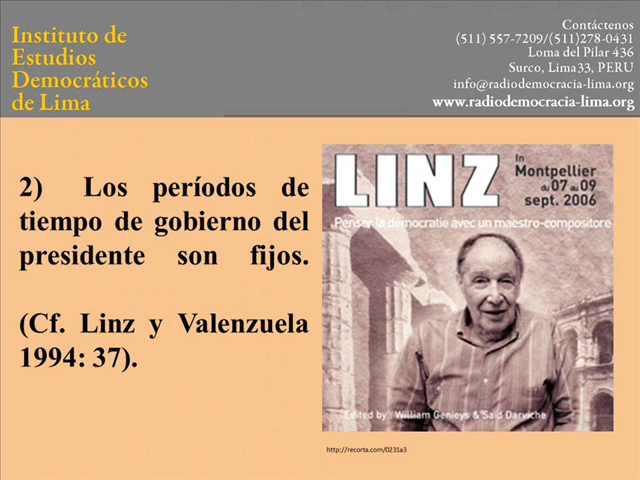 Instituto de
Estudios
Democráticos
de Lima
Contáctenos
(511) 557-7209/(511)278-0431
Loma del Pilar 436
Surco, Lima33, PERU
info@radiodemocracia-lima.org
www.radiodemocracia-lima.org
2) Los períodos de
tiempo de gobierno del
presidente son fijos.
(Cf. Linz y Valenzuela
1994: 37).
LINZ
In
Montpellier
du 07 au 09
sept. 2006
Penser la démocratie avec un maestro-compositore
Edited by : William Genieys & Saïd Darviche
http://recorta.com/0231a3